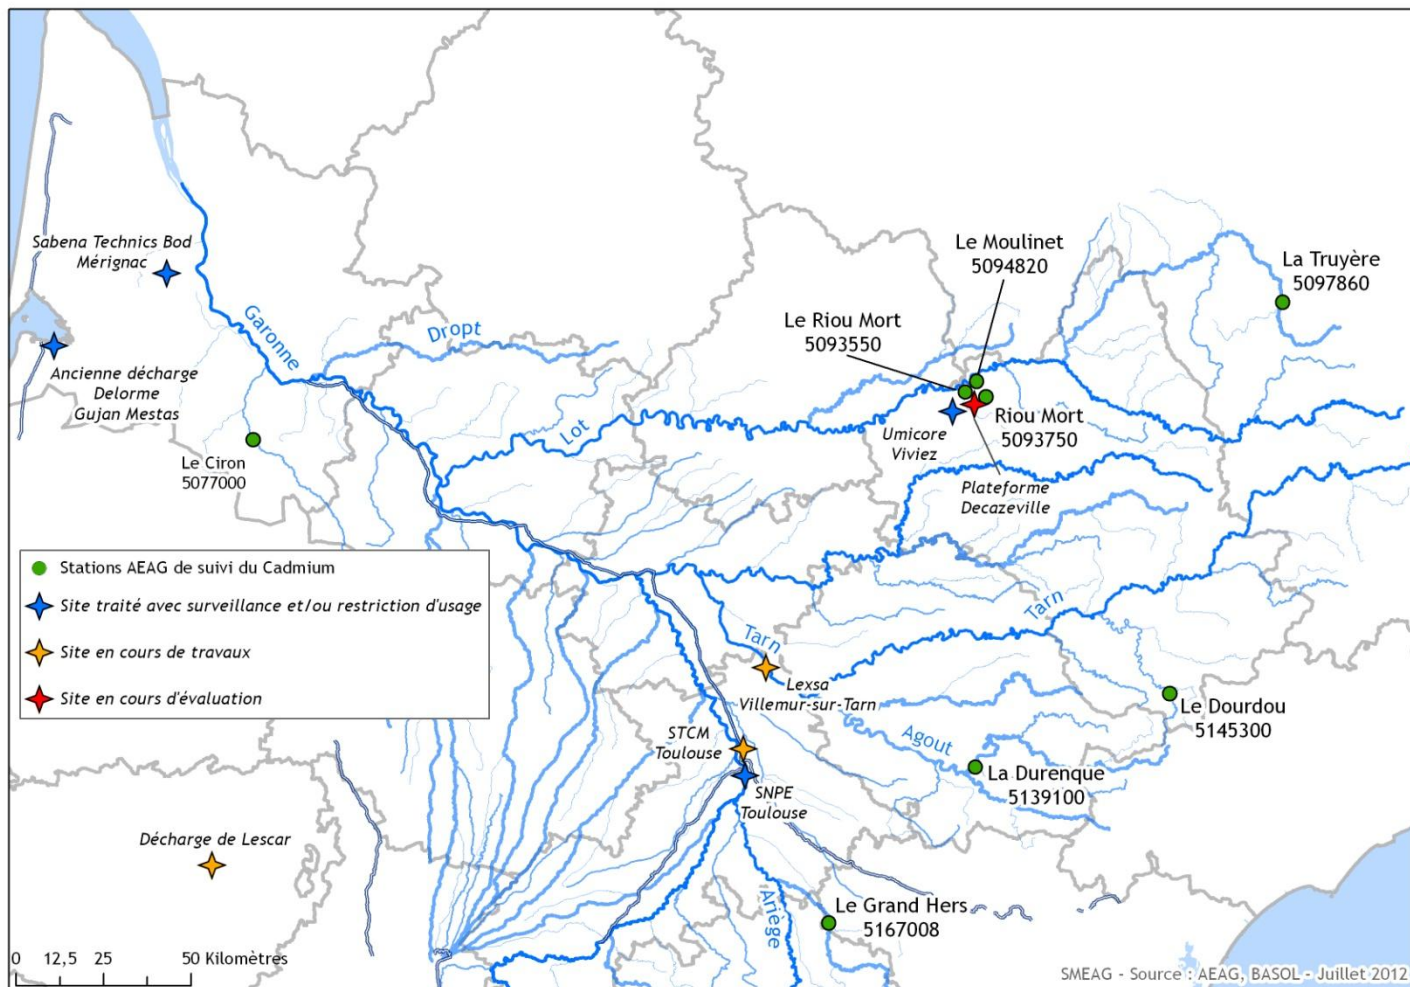 Sabena Technics Bod
Mérignac
Ancienne décharge
Delorme
Gujan Mestas
Garonne
Dropt
Lot
Le Ciron
5077000
Le Moulinet
5094820
Le Riou Mort
5093550
La Truyère
5097860
Riou Mort
5093750
Umicore
Viviez
Plateforme
Decazeville
Stations AEAG de suivi du Cadmium
Site traité avec surveillance et/ou restriction d'usage
Site en cours de travaux
Site en cours d'évaluation
Tarn
Tarn
Lexsa
Villemur-sur-Tarn
Le Dourdou
5145300
STCM
Toulouse
Agout
La Durenque
5139100
SNPE
Toulouse
Décharge de Lescar
Ariège
Le Grand Hers
5167008
0 12,5 25 50 Kilomètres
SMEAG - Source : AEAG, BASOL - Juillet 2012